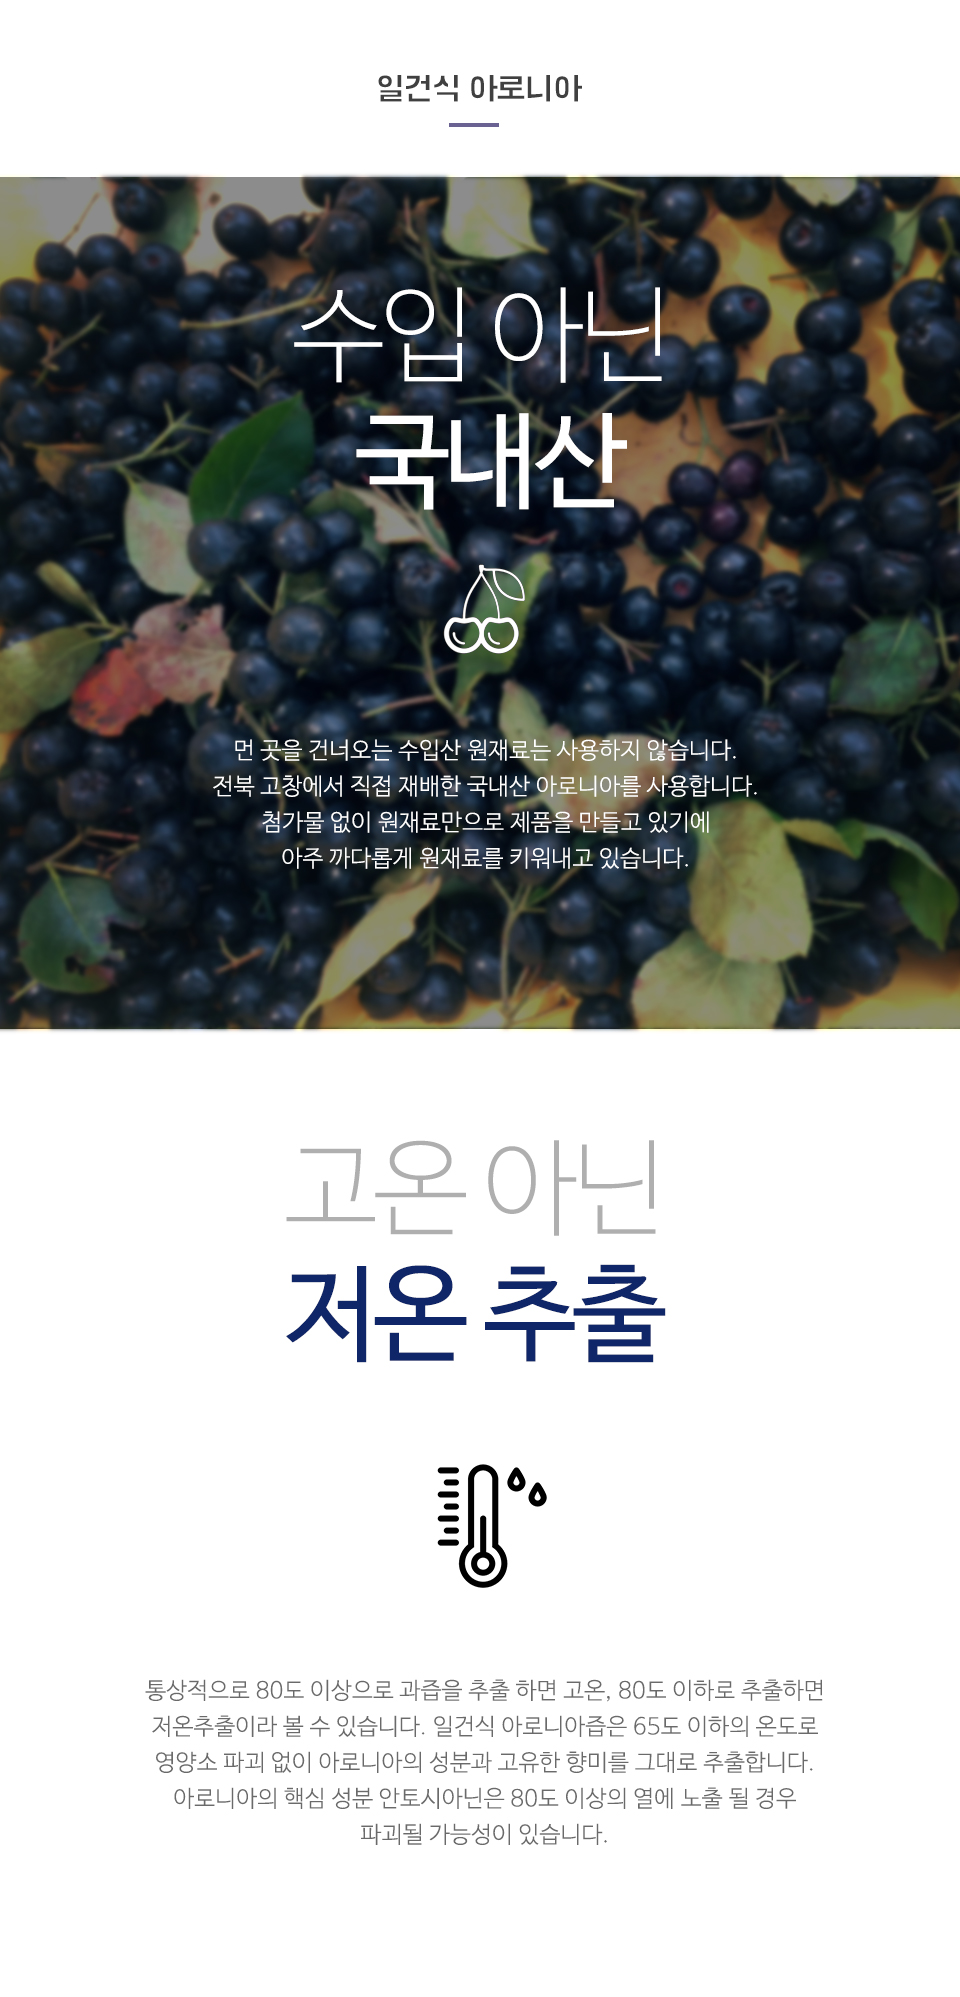 일건식 아로니아
수입 아닌
국내산
먼 곳을 건너오는 수입산 원재료는 사용하지 않습니다.
전북 고창에서 직접 재배한 국내산 아로니아를 사용합니다.
첨가물 없이 원재료만으로 제품을 만들고 있기에
아주 까다롭게 원재료를 키워내고 있습니다.
고온 아닌
저온 추출
통상적으로 80도 이상으로 과즙을 추출 하면 고온, 80도 이하로 추출하면
저온추출이라 볼 수 있습니다. 일건식 아로니아즙은 65도 이하의 온도로
영양소 파괴 없이 아로니아의 성분과 고유한 향미를 그대로 추출합니다.
아로니아의 핵심 성분 안토시아닌은 80도 이상의 열에 노출 될 경우
파괴될 가능성이 있습니다.